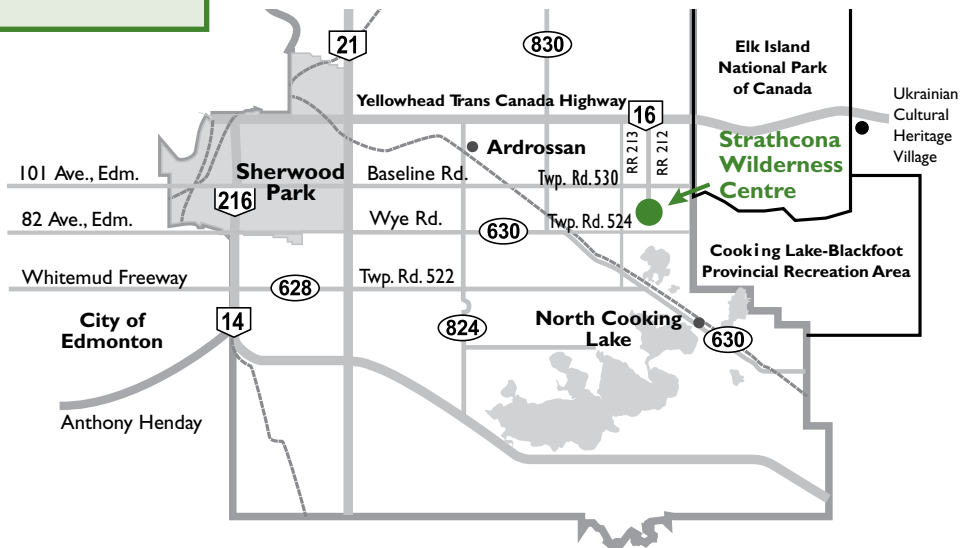 21
830
Elk Island
National Park
of Canada
Ukrainian
Cultural
Heritage
Village
Yellowhead Trans Canada Highway
16
RR 213
RR 212
Strathcona
Wilderness
Centre
Ardrossan
101 Ave., Edm.
Sherwood
Park
Baseline Rd.
Twp. Rd. 530
216
82 Ave., Edm.
Wye Rd.
630
Twp. Rd. 524
Cooking Lake-Blackfoot
Provincial Recreation Area
Whitemud Freeway
628
Twp. Rd. 522
City of
Edmonton
14
824
North Cooking
Lake
630
Anthony Henday